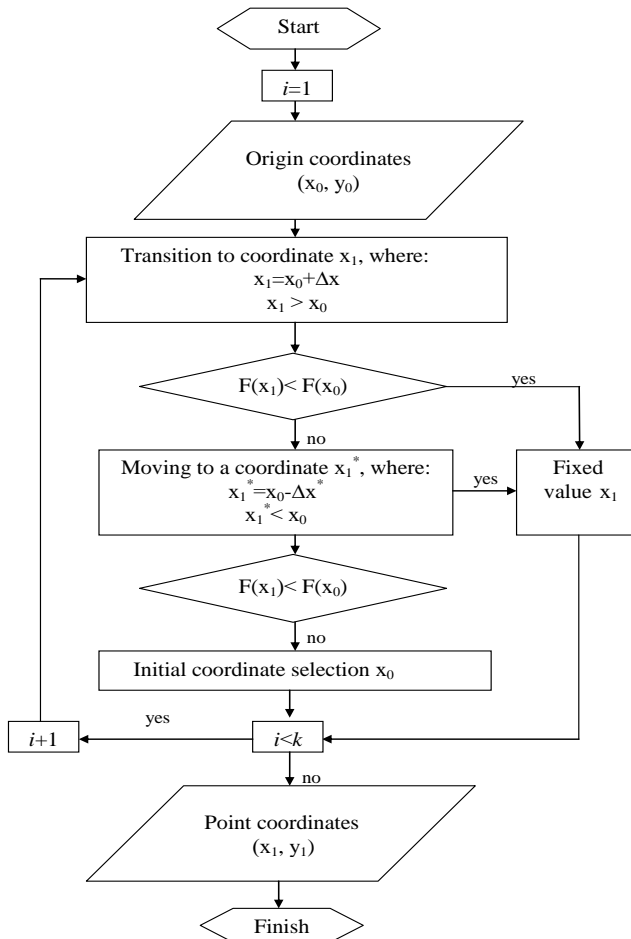 Start
i=1
Origin coordinates
(x₀, y₀)
Transition to coordinate x₁, where:
x₁=x₀+Δx
x₁ > x₀
F(x₁)< F(x₀)
yes
no
Moving to a coordinate x₁*, where:
x₁*=x₀-Δx*
x₁*< x₀
yes
Fixed
value x₁
F(x₁)< F(x₀)
no
Initial coordinate selection x₀
yes
i+1
i<k
no
Point coordinates
(x₁, y₁)
Finish